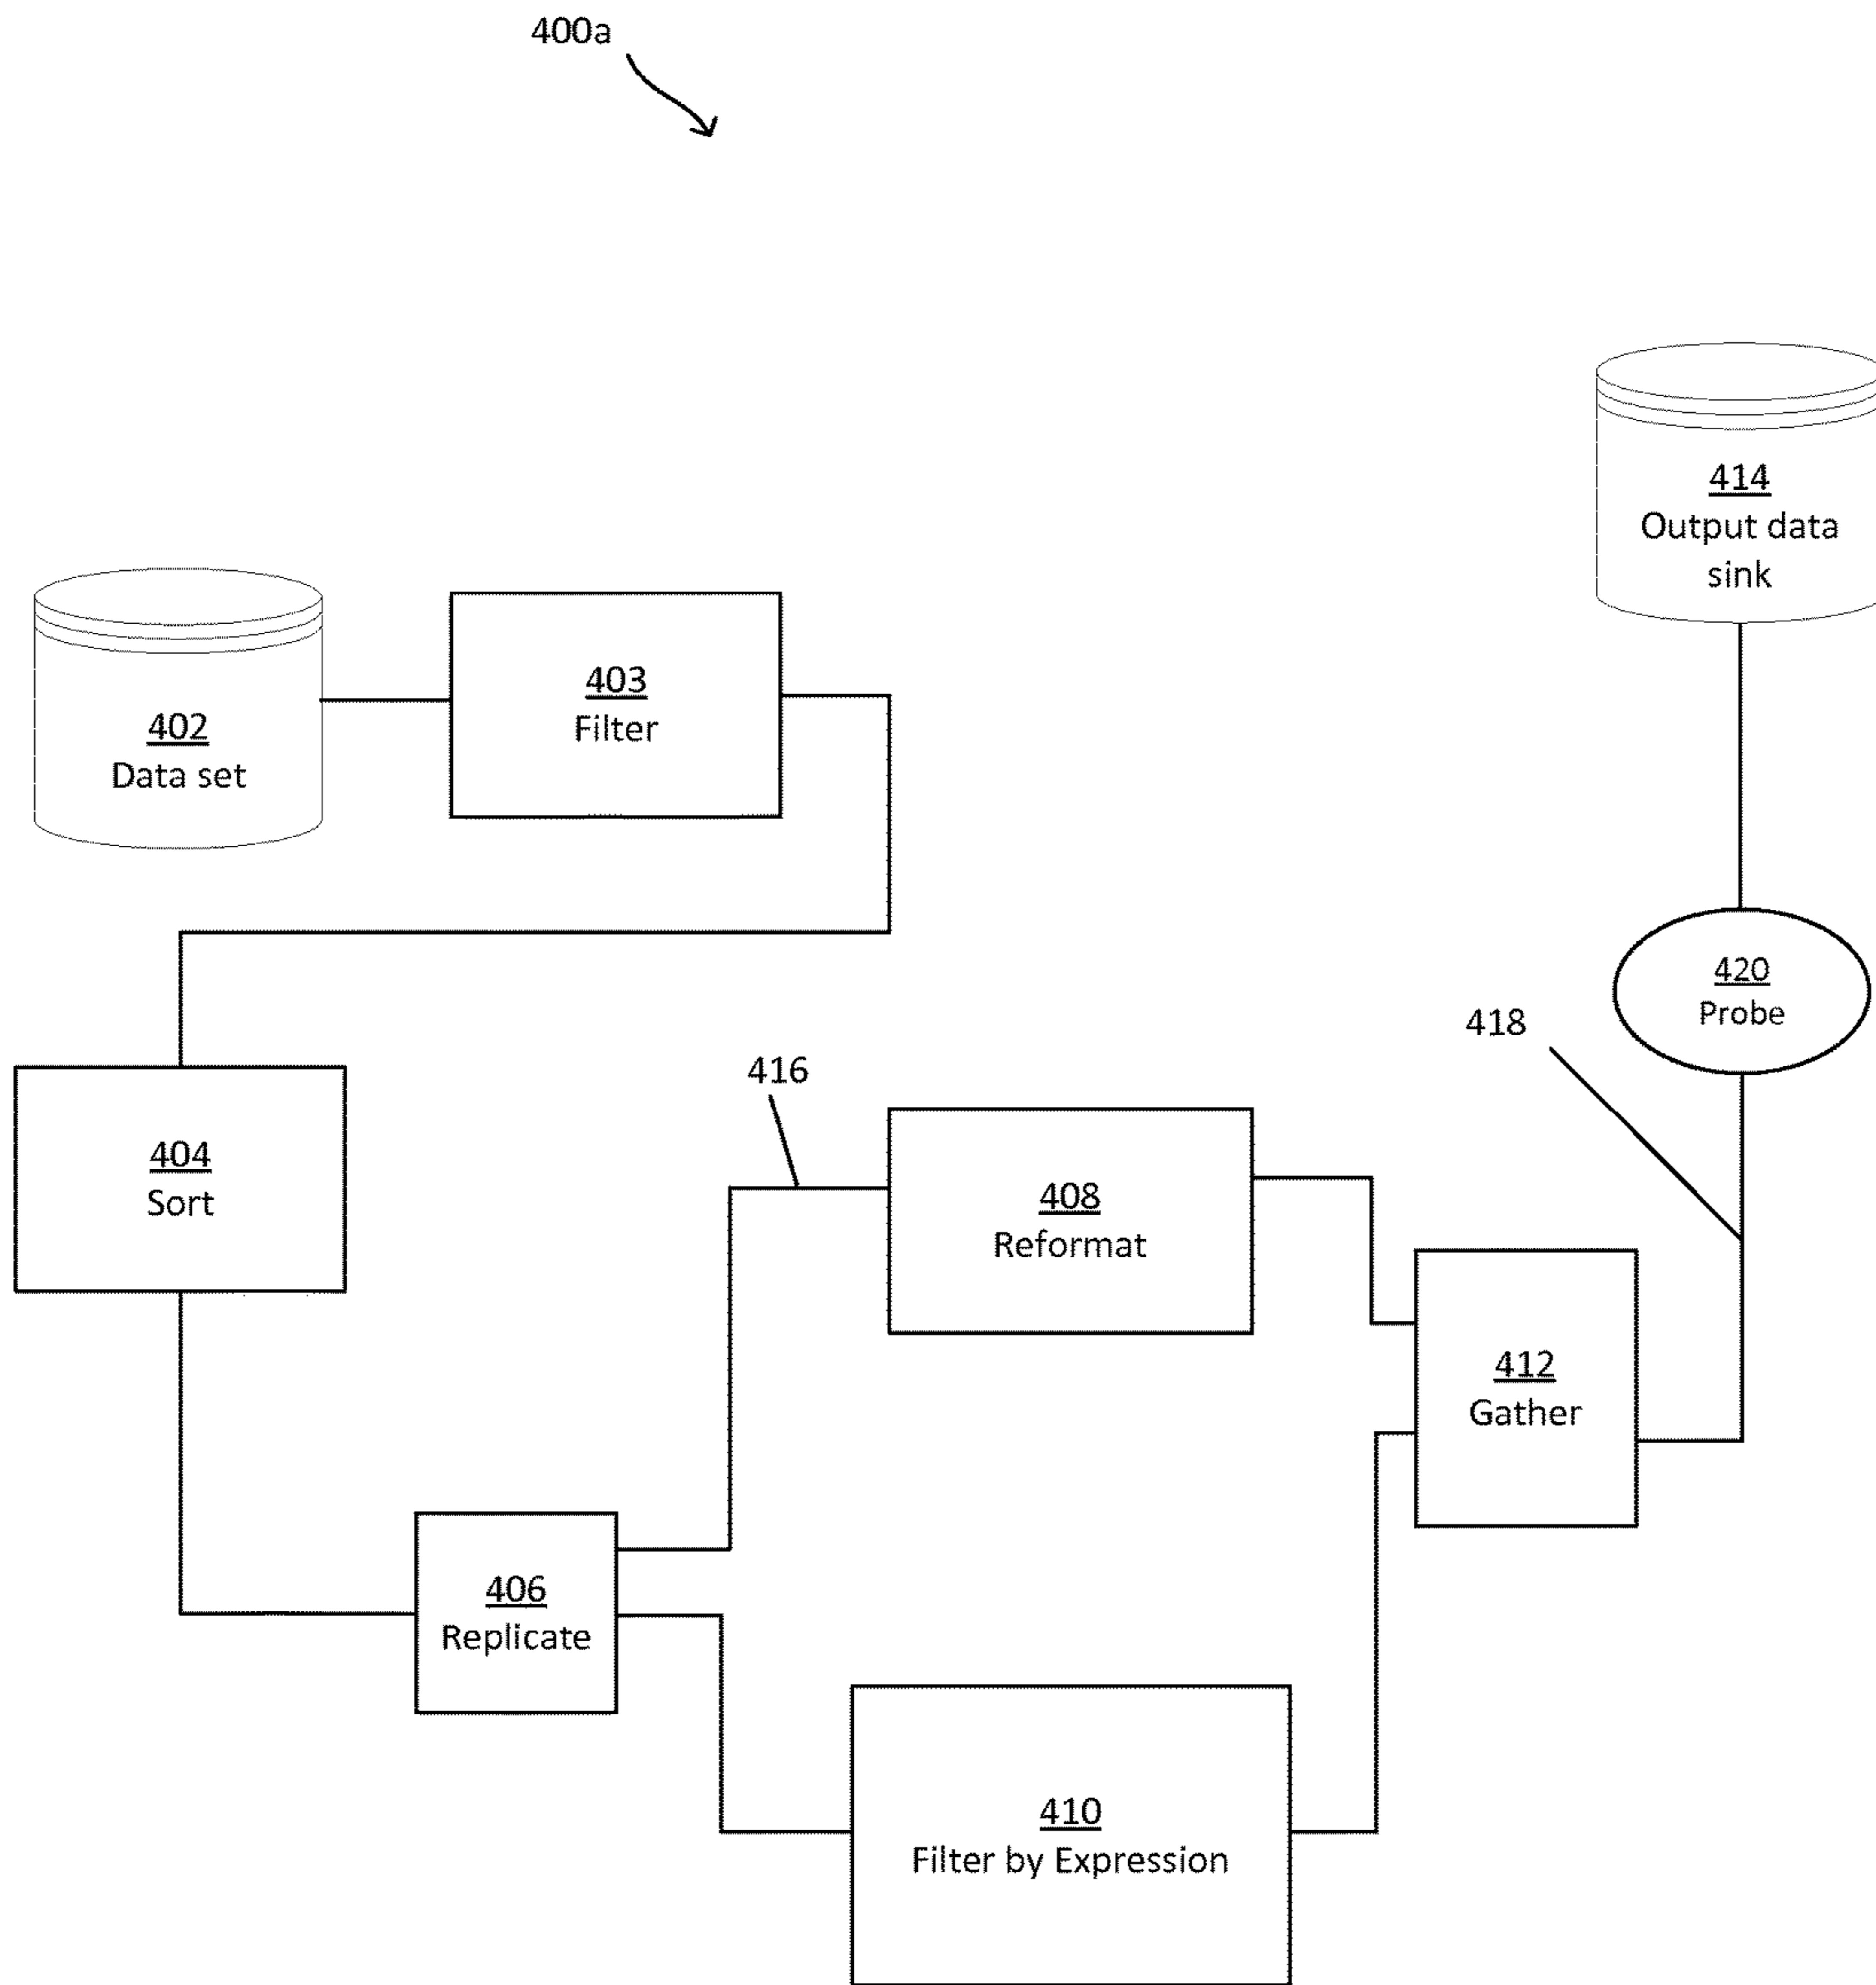 400a
414
Output data
sink
402
Data set
403
Filter
420
Probe
418
416
404
Sort
408
Reformat
412
Gather
406
Replicate
410
Filter by Expression